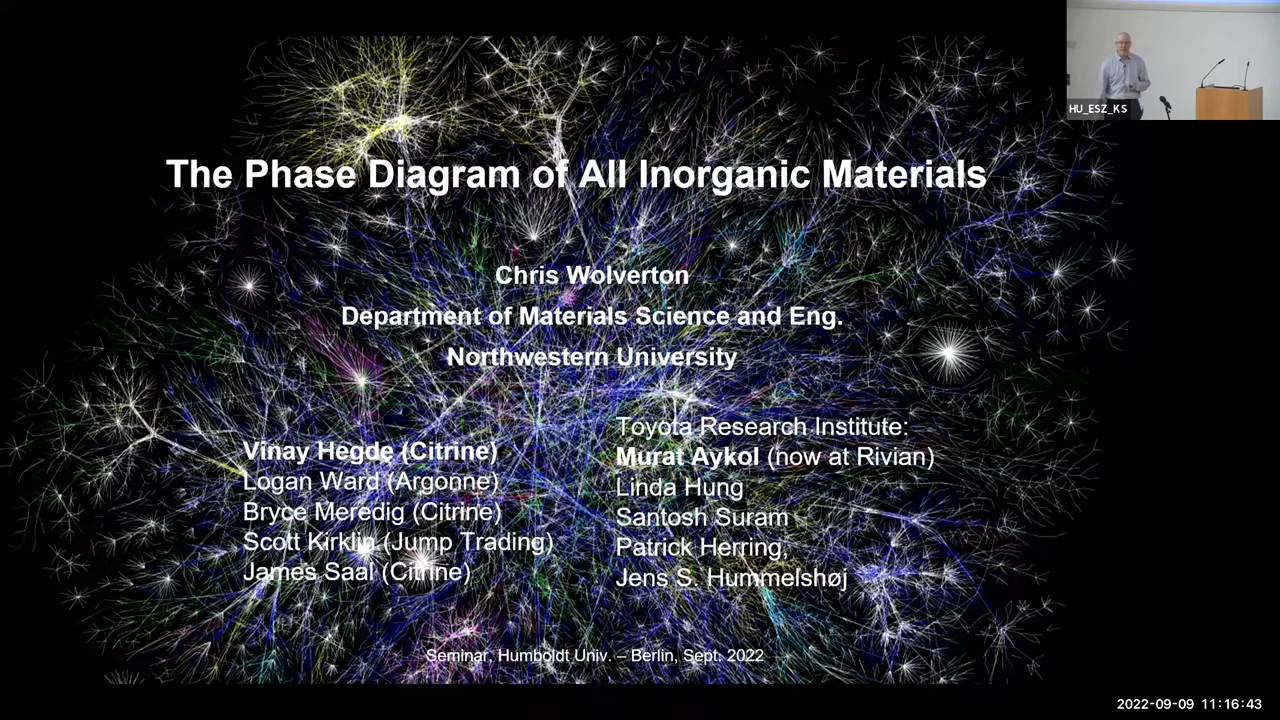 HU_ESZ_KS
The Phase Diagram of All Inorganic Materials
Chris Wolverton
Department of Materials Science and Eng.
Northwestern University
Vinay Hegde (Citrine)
Logan Ward (Argonne)
Bryce Meredig (Citrine)
Scott Kirklin (Jump Trading)
James Saal (Citrine)
Toyota Research Institute:
Murat Aykol (now at Rivian)
Linda Hung
Santosh Suram
Patrick Herring,
Jens S. Hummelshøj
Seminar, Humboldt Univ. – Berlin, Sept. 2022
2022-09-09 11:16:43